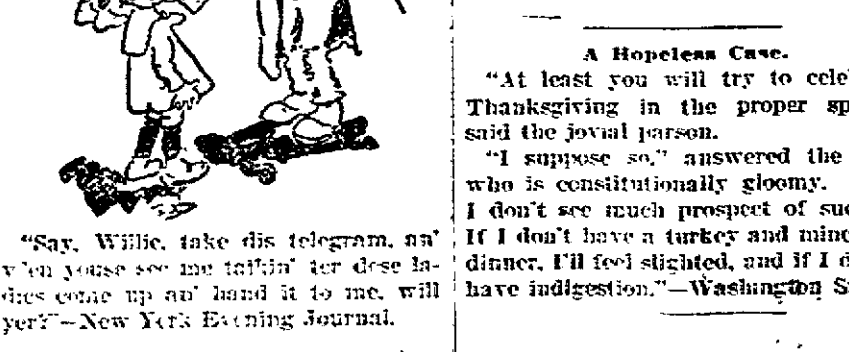 "Say, Willie, take dis telegram, an'
w'en youse see me talkin' ter dese la-
dies come up an' hand it to me, will
yer?"—New York Evening Journal.
A Hopeless Case.
"At least you will try to cele
Thanksgiving in the proper sp
said the jovial parson.
"I suppose so," answered the
who is constitutionally gloomy.
I don't see much prospect of suc
If I don't have a turkey and minc
dinner, I'll feel slighted, and if I d
have indigestion."—Washington S